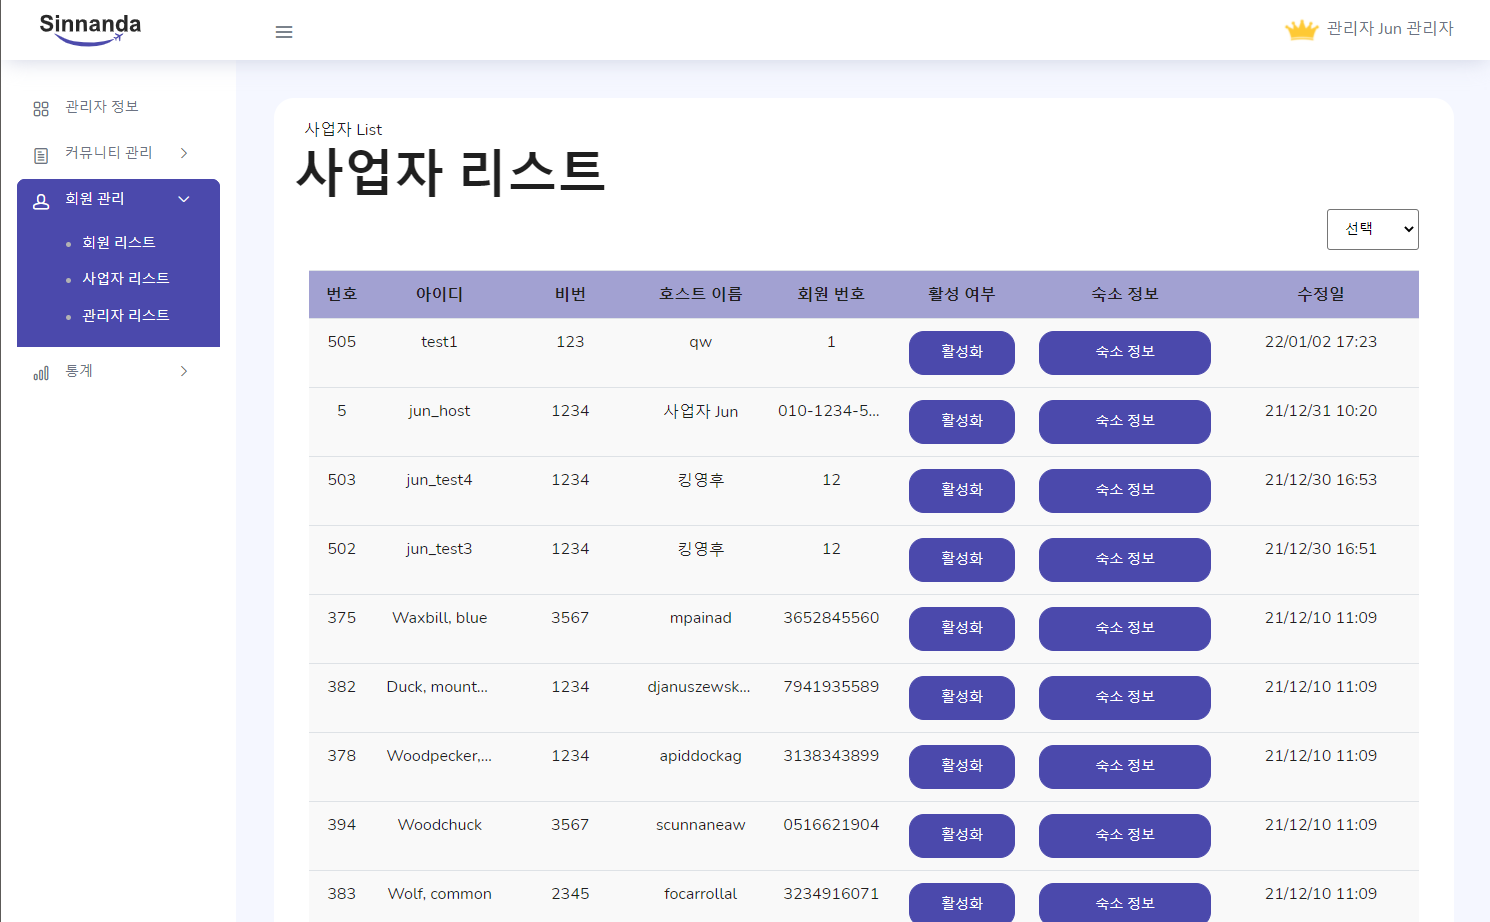 Sinnanda
관리자 Jun 관리자
관리자 정보
커뮤니티 관리
회원 관리
회원 리스트
사업자 리스트
관리자 리스트
통계
사업자 List
사업자 리스트
선택
번호 아이디 비번 호스트 이름 회원 번호 활성 여부 숙소 정보 수정일
505 test1 123 qw 1 활성화 숙소 정보 22/01/02 17:23
5 jun_host 1234 사업자 Jun 010-1234-5... 활성화 숙소 정보 21/12/31 10:20
503 jun_test4 1234 킹영후 12 활성화 숙소 정보 21/12/30 16:53
502 jun_test3 1234 킹영후 12 활성화 숙소 정보 21/12/30 16:51
375 Waxbill, blue 3567 mpainad 3652845560 활성화 숙소 정보 21/12/10 11:09
382 Duck, mount... 1234 djanuszewsk... 7941935589 활성화 숙소 정보 21/12/10 11:09
378 Woodpecker,... 1234 apiddockag 3138343899 활성화 숙소 정보 21/12/10 11:09
394 Woodchuck 3567 scunnaneaw 0516621904 활성화 숙소 정보 21/12/10 11:09
383 Wolf, common 2345 focarrollal 3234916071 활성화 숙소 정보 21/12/10 11:09